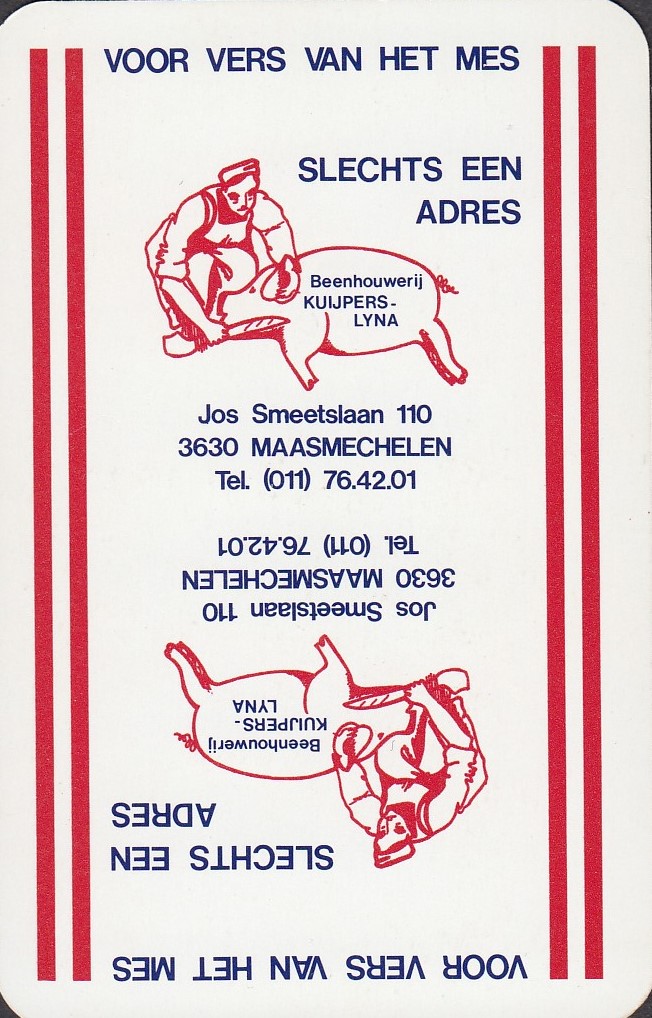 VOOR VERS VAN HET MES
SLECHTS EEN
ADRES
Beenhouwerij
KUIJPERS-
LYNA
Jos Smeetslaan 110
3630 MAASMECHELEN
Tel. (011) 76.42.01
Tel. (011) 76.42.01
3630 MAASMECHELEN
Jos Smeetslaan 110
LYNA
KUIJPERS-
Beenhouwerij
ADRES
SLECHTS EEN
VOOR VERS VAN HET MES